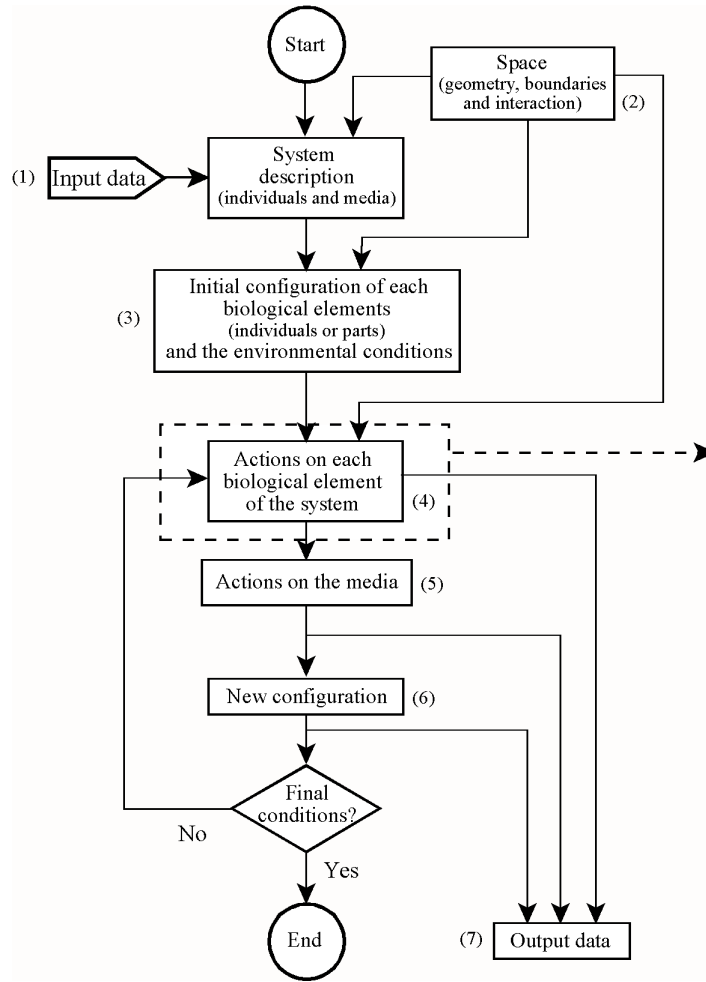 Start
Space
(geometry, boundaries
and interaction)
(2)
(1)
Input data
System
description
(individuals and media)
Initial configuration of each
biological elements
(individuals or parts)
and the environmental conditions
(3)
Actions on each
biological element
of the system
(4)
Actions on the media
(5)
New configuration
(6)
Final
conditions?
No
Yes
End
(7)
Output data